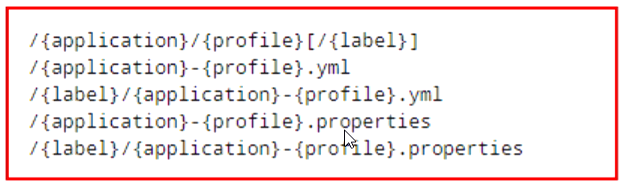 /{application}/{profile}[/{label}]
/{application}-{profile}.yml
/{label}/{application}-{profile}.yml
/{application}-{profile}.properties
/{label}/{application}-{profile}.properties